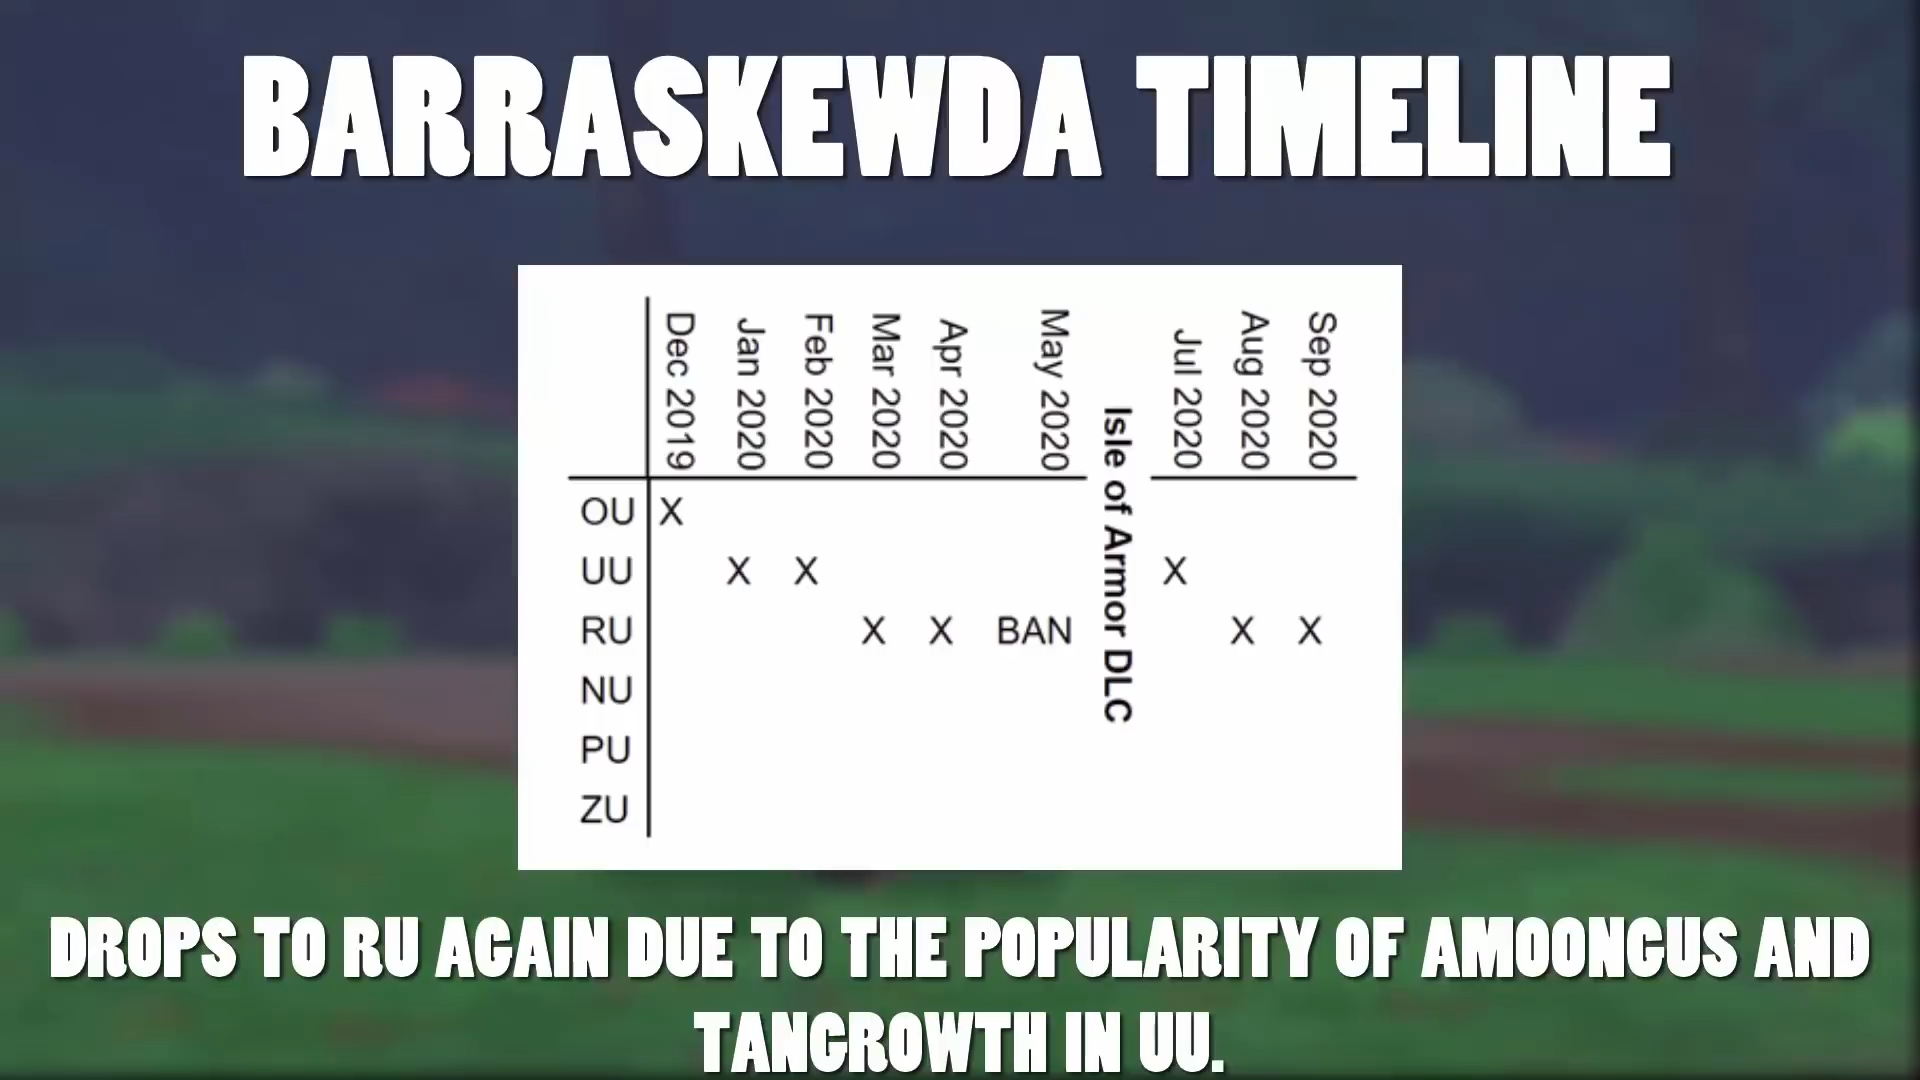 BARRASKEWDA TIMELINE
Dec 2019 Jan 2020 Feb 2020 Mar 2020 Apr 2020 May 2020 Isle of Armor DLC Jul 2020 Aug 2020 Sep 2020
OU X
UU X X X
RU X X BAN X X
NU
PU
ZU
DROPS TO RU AGAIN DUE TO THE POPULARITY OF AMOONGUS AND
TANGROWTH IN UU.